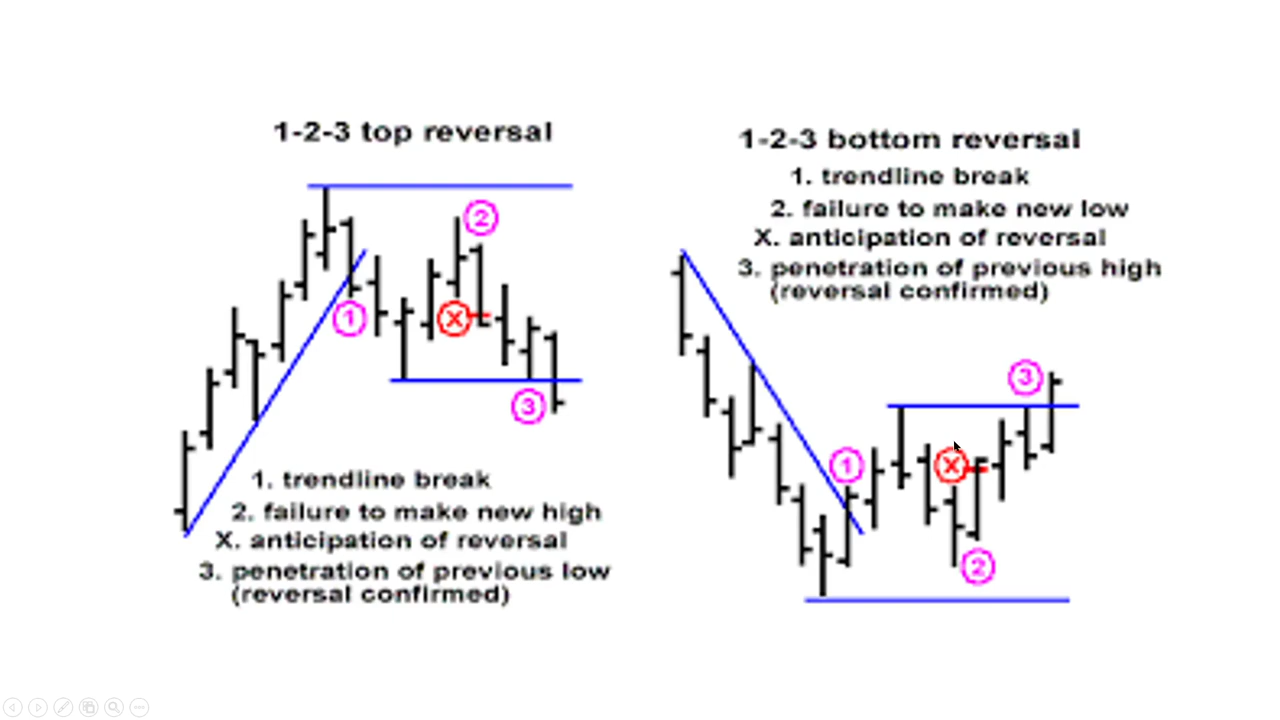 1-2-3 top reversal
2
1
X
3
1. trendline break
2. failure to make new high
X. anticipation of reversal
3. penetration of previous low
(reversal confirmed)
1-2-3 bottom reversal
1. trendline break
2. failure to make new low
X. anticipation of reversal
3. penetration of previous high
(reversal confirmed)
3
1
X
2